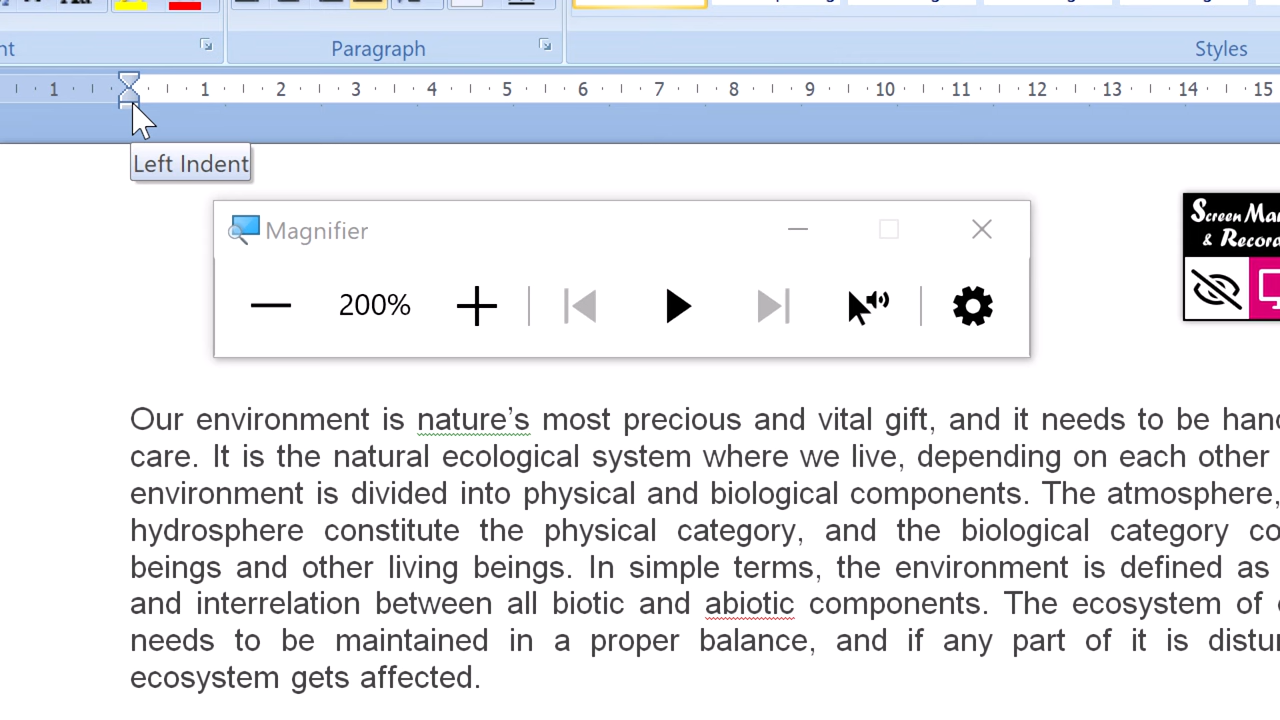 Paragraph
Styles
1 1 2 3 4 5 6 7 8 9 10 11 12 13 14 15
Left Indent
Magnifier
Screen
& 
200%
Our environment is nature’s most precious and vital gift, and it needs to be
care. It is the natural ecological system where we live, depending on each other
environment is divided into physical and biological components. The atmosphere,
hydrosphere constitute the physical category, and the biological category
beings and other living beings. In simple terms, the environment is defined as
and interrelation between all biotic and abiotic components. The ecosystem of
needs to be maintained in a proper balance, and if any part of it is
ecosystem gets affected.